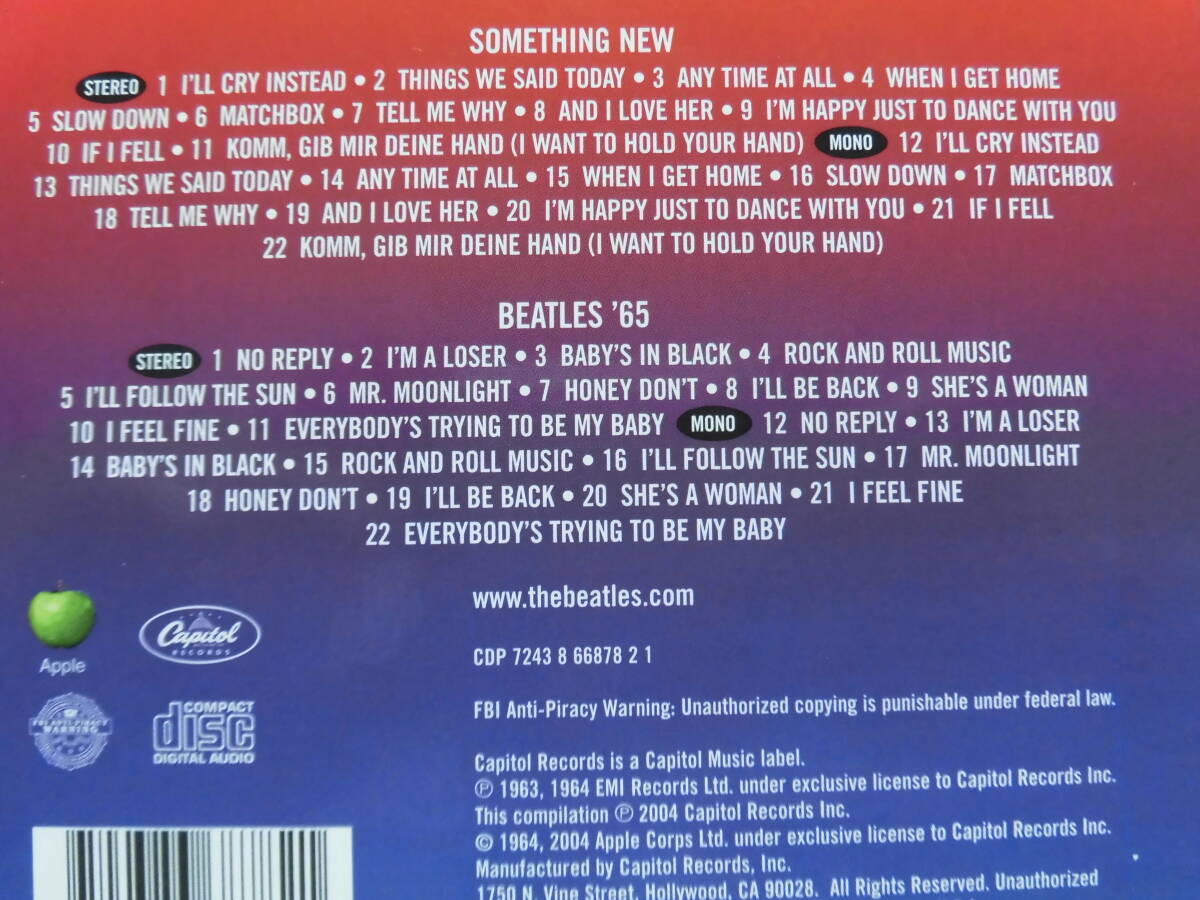 SOMETHING NEW
STEREO 1 I'LL CRY INSTEAD • 2 THINGS WE SAID TODAY • 3 ANY TIME AT ALL • 4 WHEN I GET HOME
5 SLOW DOWN • 6 MATCHBOX • 7 TELL ME WHY • 8 AND I LOVE HER • 9 I'M HAPPY JUST TO DANCE WITH YOU
10 IF I FELL • 11 KOMM, GIB MIR DEINE HAND (I WANT TO HOLD YOUR HAND) MONO 12 I'LL CRY INSTEAD
13 THINGS WE SAID TODAY • 14 ANY TIME AT ALL • 15 WHEN I GET HOME • 16 SLOW DOWN • 17 MATCHBOX
18 TELL ME WHY • 19 AND I LOVE HER • 20 I'M HAPPY JUST TO DANCE WITH YOU • 21 IF I FELL
22 KOMM, GIB MIR DEINE HAND (I WANT TO HOLD YOUR HAND)
BEATLES '65
STEREO 1 NO REPLY • 2 I'M A LOSER • 3 BABY'S IN BLACK • 4 ROCK AND ROLL MUSIC
5 I'LL FOLLOW THE SUN • 6 MR. MOONLIGHT • 7 HONEY DON'T • 8 I'LL BE BACK • 9 SHE'S A WOMAN
10 I FEEL FINE • 11 EVERYBODY'S TRYING TO BE MY BABY MONO 12 NO REPLY • 13 I'M A LOSER
14 BABY'S IN BLACK • 15 ROCK AND ROLL MUSIC • 16 I'LL FOLLOW THE SUN • 17 MR. MOONLIGHT
18 HONEY DON'T • 19 I'LL BE BACK • 20 SHE'S A WOMAN • 21 I FEEL FINE
22 EVERYBODY'S TRYING TO BE MY BABY
Apple
Capitol
RECORDS
FBI ANTI-PIRACY
WARNING
COMPACT
disc
DIGITAL AUDIO
www.thebeatles.com
CDP 7243 8 66878 2 1
FBI Anti-Piracy Warning: Unauthorized copying is punishable under federal law.
Capitol Records is a Capitol Music label.
℗ 1963, 1964 EMI Records Ltd. under exclusive license to Capitol Records Inc.
This compilation ℗ 2004 Capitol Records Inc.
© 1964, 2004 Apple Corps Ltd. under exclusive license to Capitol Records Inc.
Manufactured by Capitol Records, Inc.
1750 N. Vine Street, Hollywood, CA 90028. All Rights Reserved. Unauthorized